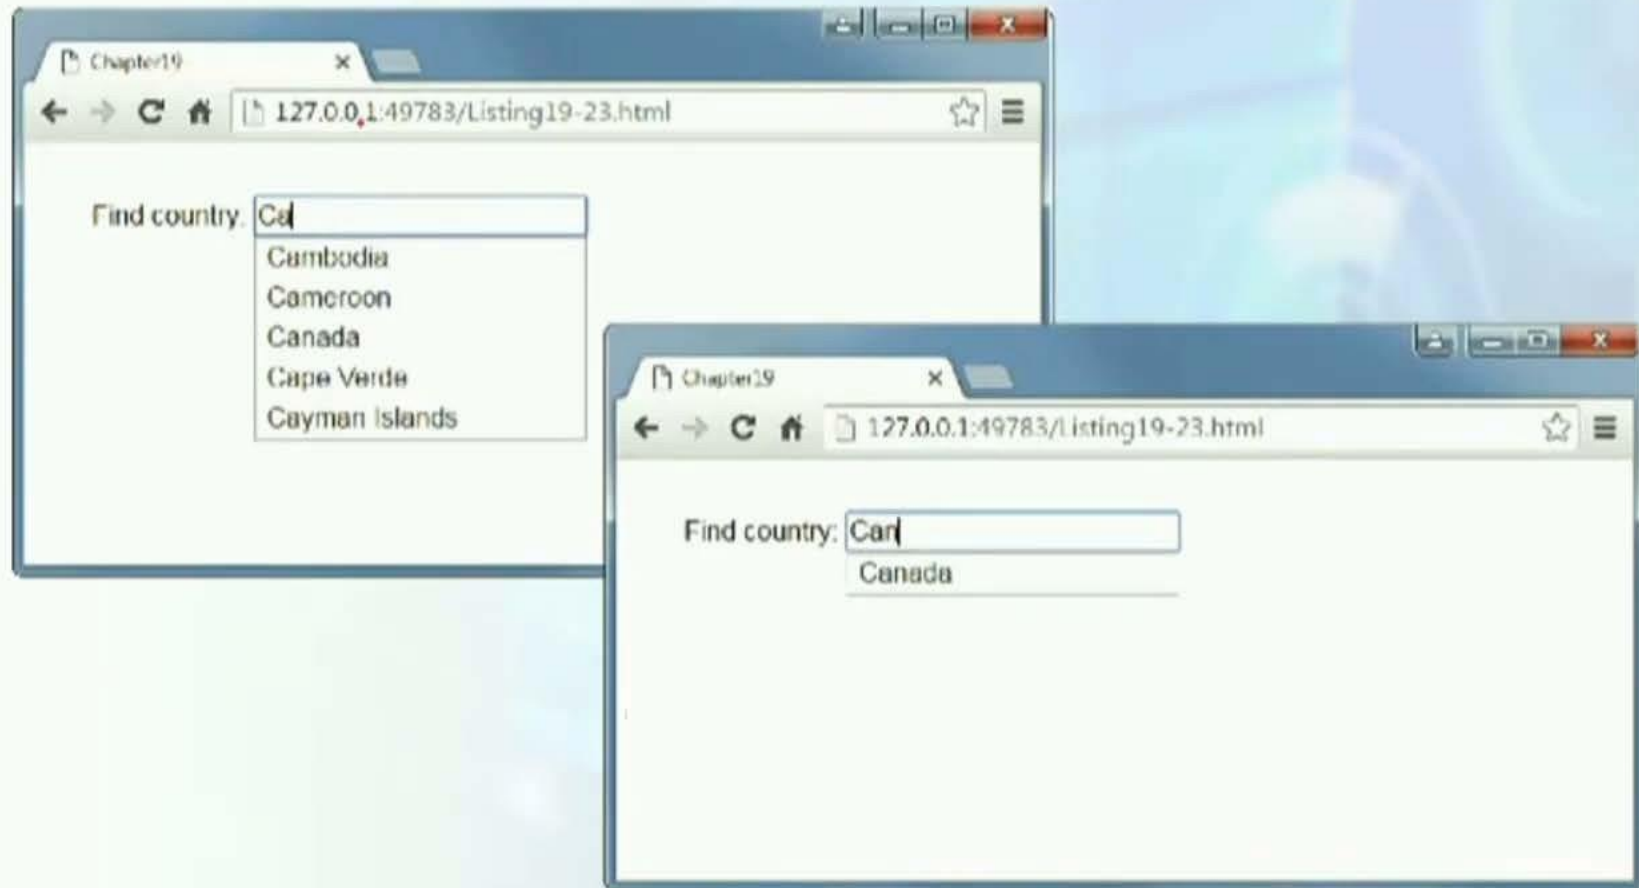 Chapter19
127.0.0.1:49783/Listing19-23.html
Find country: Ca
Cambodia
Cameroon
Canada
Cape Verde
Cayman Islands
Chapter19
127.0.0.1:49783/Listing19-23.html
Find country: Can
Canada